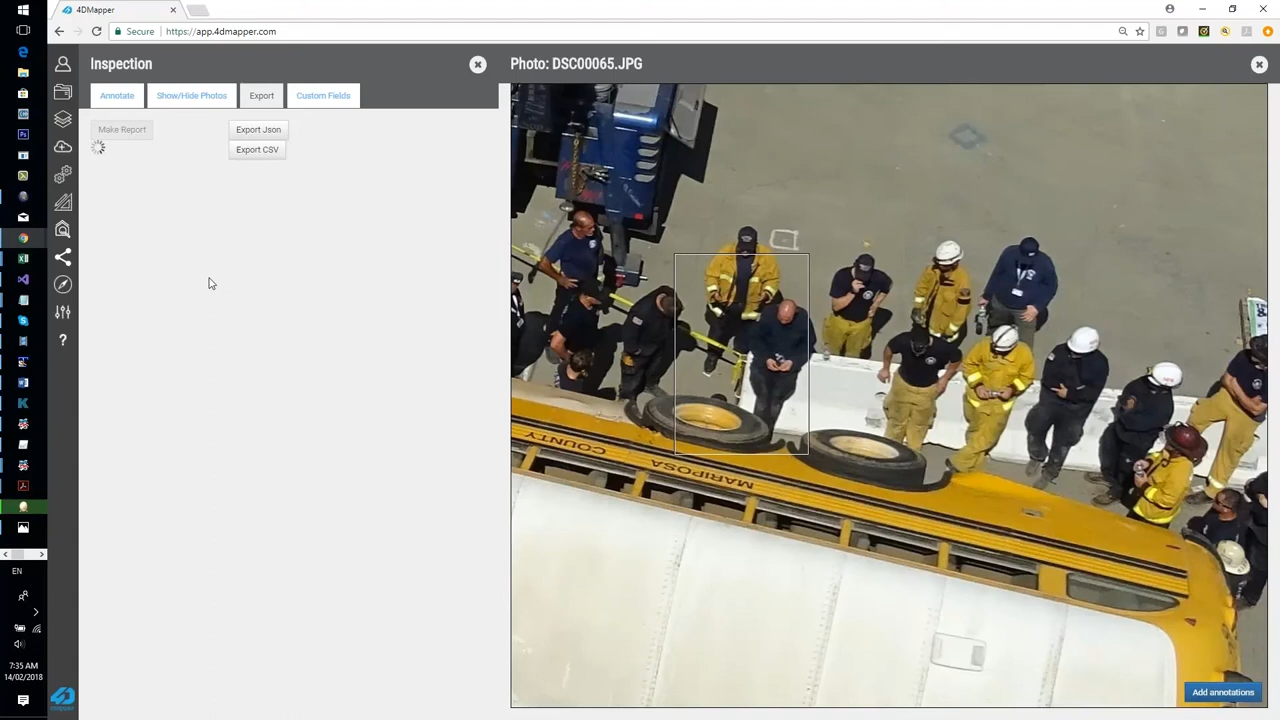 4DMapper
Secure | https://app.4dmapper.com
Inspection
Annotate
Show/Hide Photos
Export
Custom Fields
Make Report
Export Json
Export CSV
Photo: DSC00065.JPG
COUNTY
MARIPOSA
Add annotations
EN
7:35 AM
14/02/2018
mapper